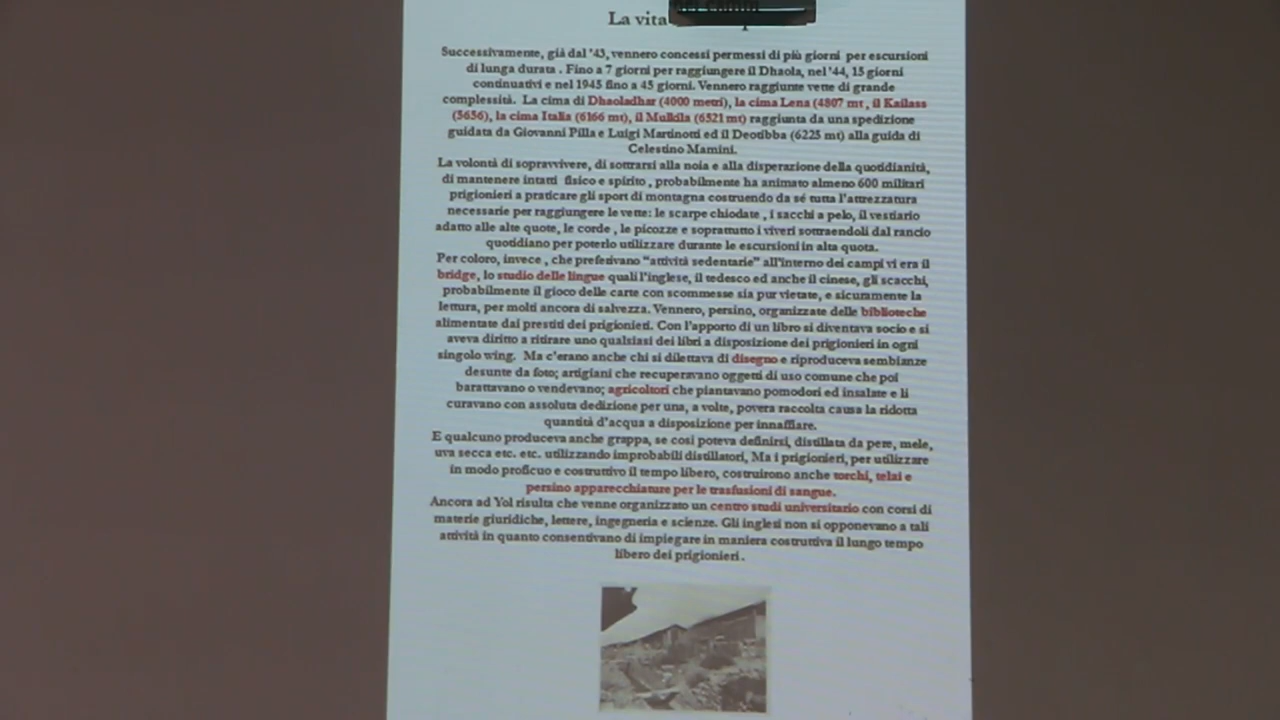 La vita
Successivamente, già dal '43, vennero concessi permessi di più giorni per escursioni
di lunga durata . Fino a 7 giorni per raggiungere il Dhaola, nel '44, 15 giorni
continuativi e nel 1945 fino a 45 giorni. Vennero raggiunte vette di grande
complessità. La cima di Dhaoladhar (4000 metri), la cima Lena (4807 mt , il Kailass
(5656), la cima Italia (6166 mt), il Mulkila (6521 mt) raggiunta da una spedizione
guidata da Giovanni Pilla e Luigi Martinotti ed il Deotibba (6225 mt) alla guida di
Celestino Mamini.
La volontà di sopravvivere, di sottrarsi alla noia e alla disperazione della quotidianità,
di mantenere intatti fisico e spirito , probabilmente ha animato almeno 600 militari
prigionieri a praticare gli sport di montagna costruendo da sé tutta l'attrezzatura
necessarie per raggiungere le vette: le scarpe chiodate , i sacchi a pelo, il vestiario
adatto alle alte quote, le corde , le picozze e soprattutto i viveri sottraendoli dal rancio
quotidiano per poterlo utilizzare durante le escursioni in alta quota.
Per coloro, invece , che preferivano “attività sedentarie” all'interno dei campi vi era il
bridge, lo studio delle lingue quali l'inglese, il tedesco ed anche il cinese, gli scacchi,
probabilmente il gioco delle carte con scommesse sia pur vietate, e sicuramente la
lettura, per molti ancora di salvezza. Vennero, persino, organizzate delle biblioteche
alimentate dai prestiti dei prigionieri. Con l'apporto di un libro si diventava socio e si
aveva diritto a ritirare uno qualsiasi dei libri a disposizione dei prigionieri in ogni
singolo wing. Ma c'erano anche chi si dilettava di disegno e riproduceva sembianze
desunte da foto; artigiani che recuperavano oggetti di uso comune che poi
barattavano o vendevano; agricoltori che piantavano pomodori ed insalate e li
curavano con assoluta dedizione per una, a volte, povera raccolta causa la ridotta
quantità d'acqua a disposizione per innaffiare.
E qualcuno produceva anche grappa, se così poteva definirsi, distillata da pere, mele,
uva secca etc. etc. utilizzando improbabili distillatori, Ma i prigionieri, per utilizzare
in modo proficuo e costruttivo il tempo libero, costruirono anche torchi, telai e
persino apparecchiature per le trasfusioni di sangue.
Ancora ad Yol risulta che venne organizzato un centro studi universitario con corsi di
materie giuridiche, lettere, ingegneria e scienze. Gli inglesi non si opponevano a tali
attività in quanto consentivano di impiegare in maniera costruttiva il lungo tempo
libero dei prigionieri .